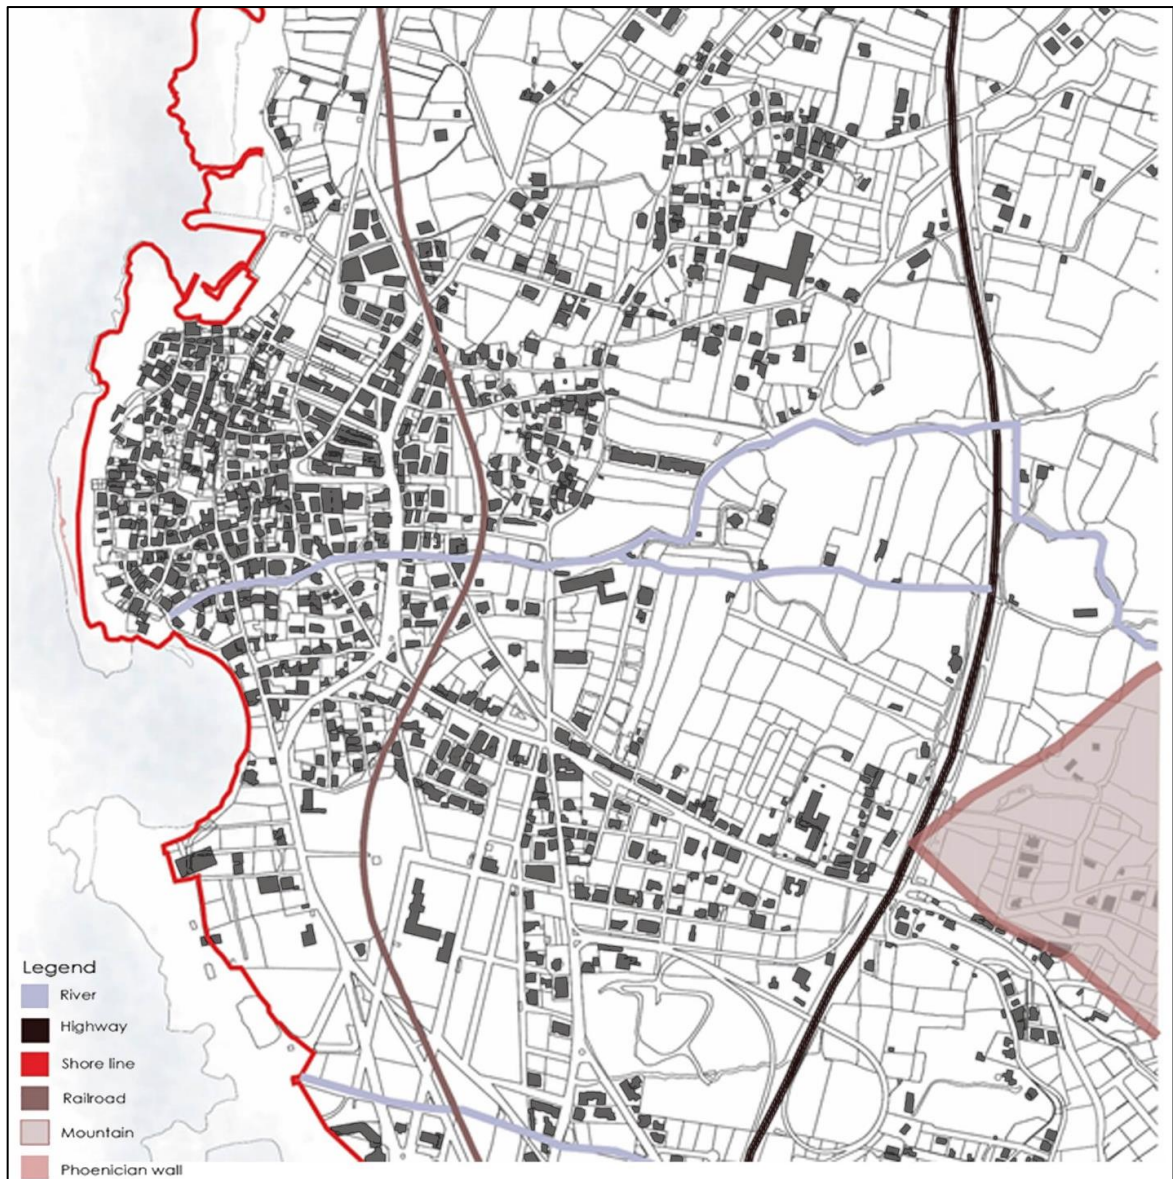 Legend
River
Highway
Shore line
Railroad
Mountain
Phoenician wall